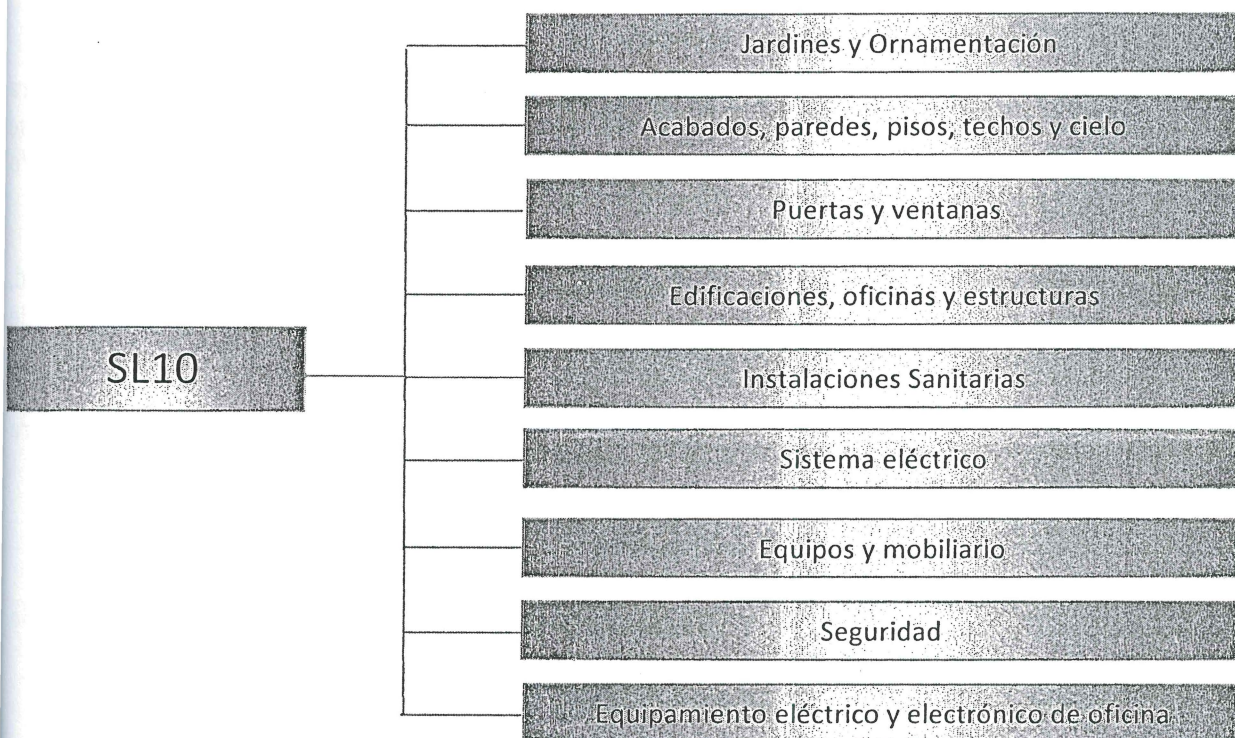 Jardines y Ornamentación
Acabados, paredes, pisos, techos y cielo
Puertas y ventanas
Edificaciones, oficinas y estructuras
SL10
Instalaciones Sanitarias
Sistema eléctrico
Equipos y mobiliario
Seguridad
Equipamiento eléctrico y electrónico de oficina